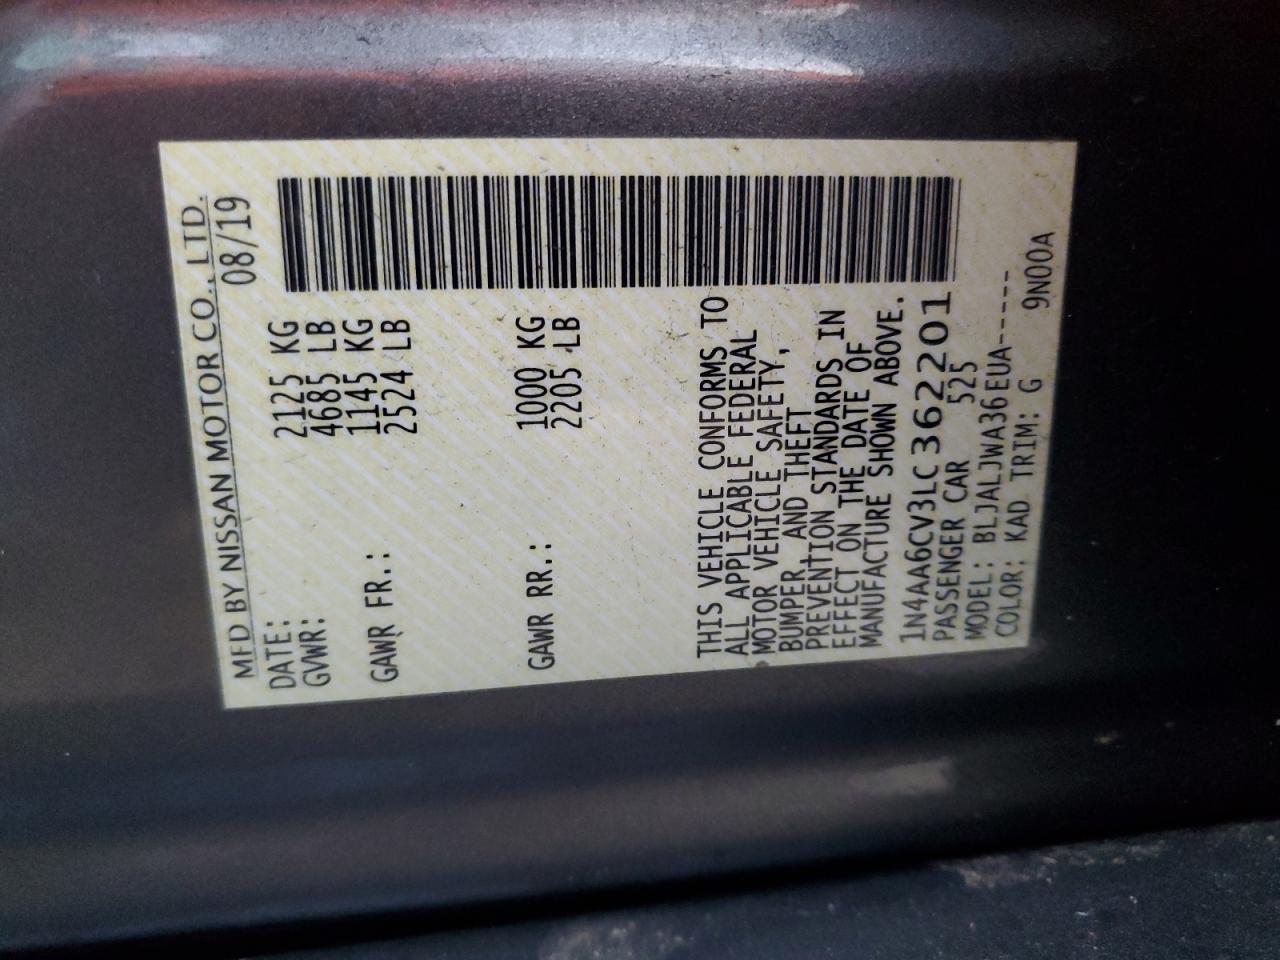 MFD BY NISSAN MOTOR CO., LTD.
DATE: 08/19
GVWR: 2125 KG
4685 LB
GAWR FR.: 1145 KG
2524 LB
GAWR RR.: 1000 KG
2205 LB
THIS VEHICLE CONFORMS TO
ALL APPLICABLE FEDERAL
MOTOR VEHICLE SAFETY,
BUMPER, AND THEFT
PREVENTION STANDARDS IN
EFFECT ON THE DATE OF
MANUFACTURE SHOWN ABOVE.
1N4AA6CV3LC362201
PASSENGER CAR 525
MODEL: BLJALJWA36EUA-----
COLOR: KAD TRIM: G 9N00A